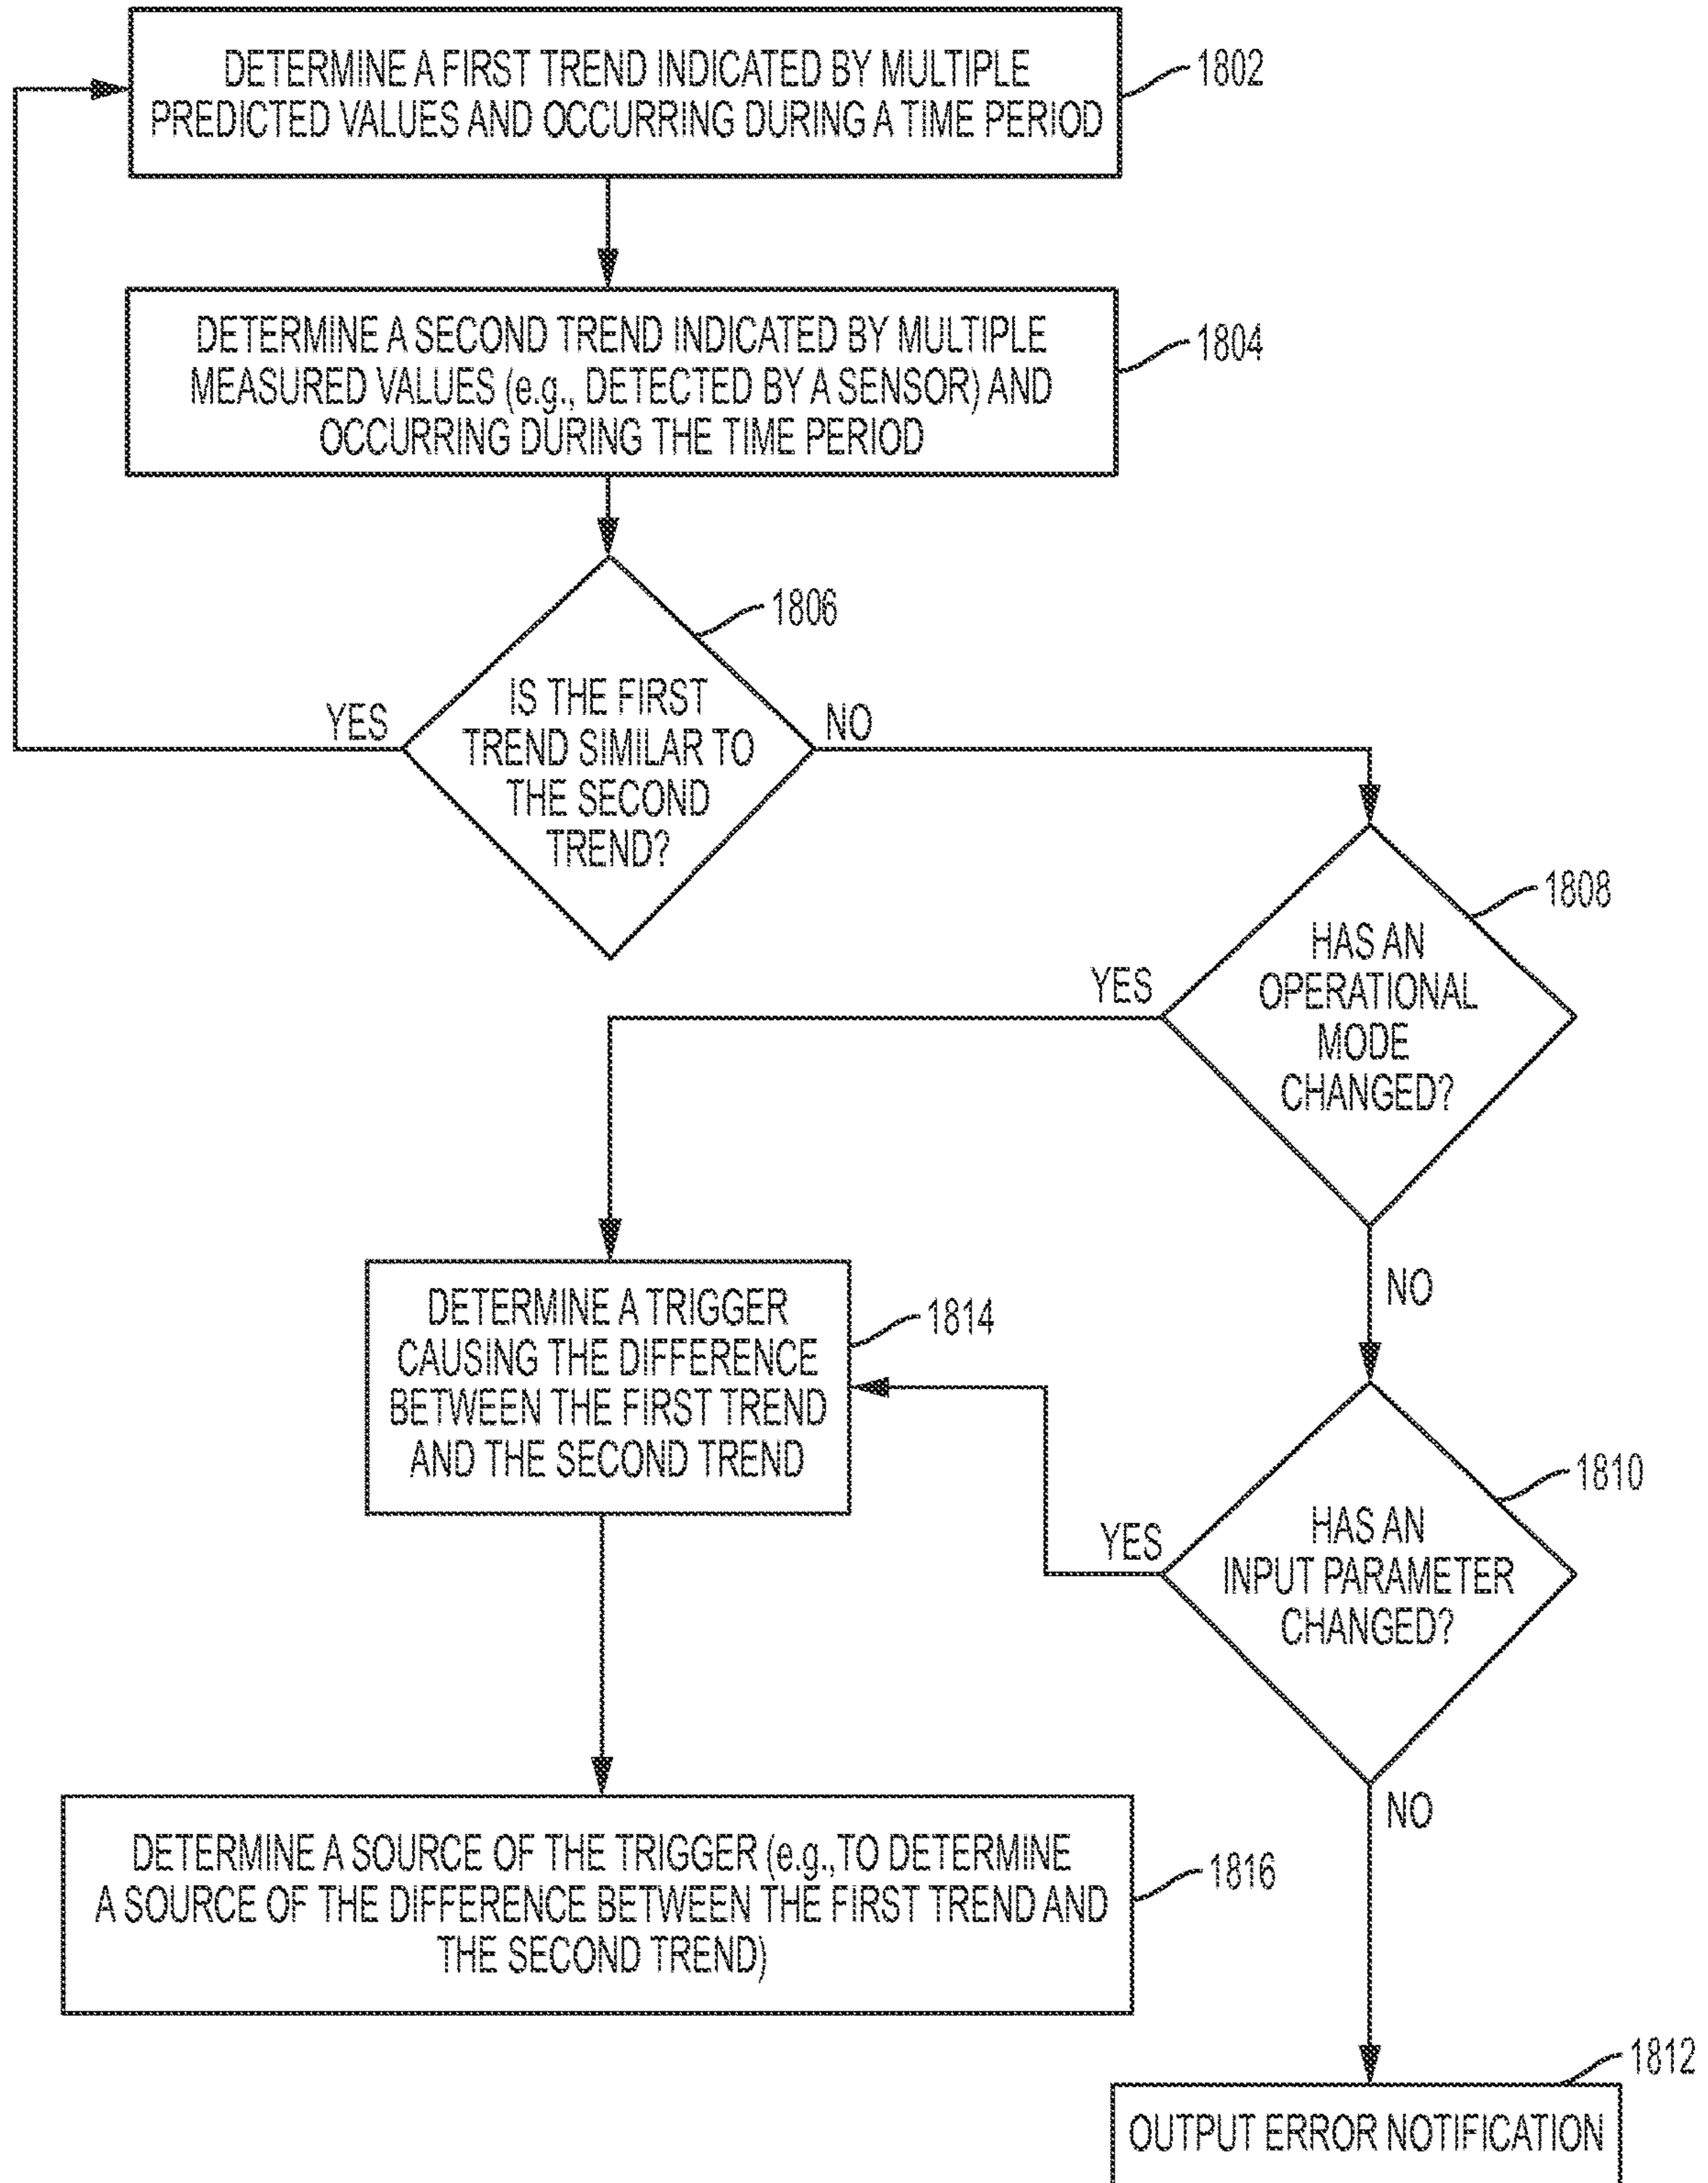 DETERMINE A FIRST TREND INDICATED BY MULTIPLE
PREDICTED VALUES AND OCCURRING DURING A TIME PERIOD
1802
DETERMINE A SECOND TREND INDICATED BY MULTIPLE
MEASURED VALUES (e.g., DETECTED BY A SENSOR) AND
OCCURRING DURING THE TIME PERIOD
1804
1806
IS THE FIRST
TREND SIMILAR TO
THE SECOND
TREND?
YES
NO
1808
HAS AN
OPERATIONAL
MODE
CHANGED?
YES
NO
DETERMINE A TRIGGER
CAUSING THE DIFFERENCE
BETWEEN THE FIRST TREND
AND THE SECOND TREND
1814
1810
HAS AN
INPUT PARAMETER
CHANGED?
YES
NO
DETERMINE A SOURCE OF THE TRIGGER (e.g., TO DETERMINE
A SOURCE OF THE DIFFERENCE BETWEEN THE FIRST TREND AND
THE SECOND TREND)
1816
1812
OUTPUT ERROR NOTIFICATION